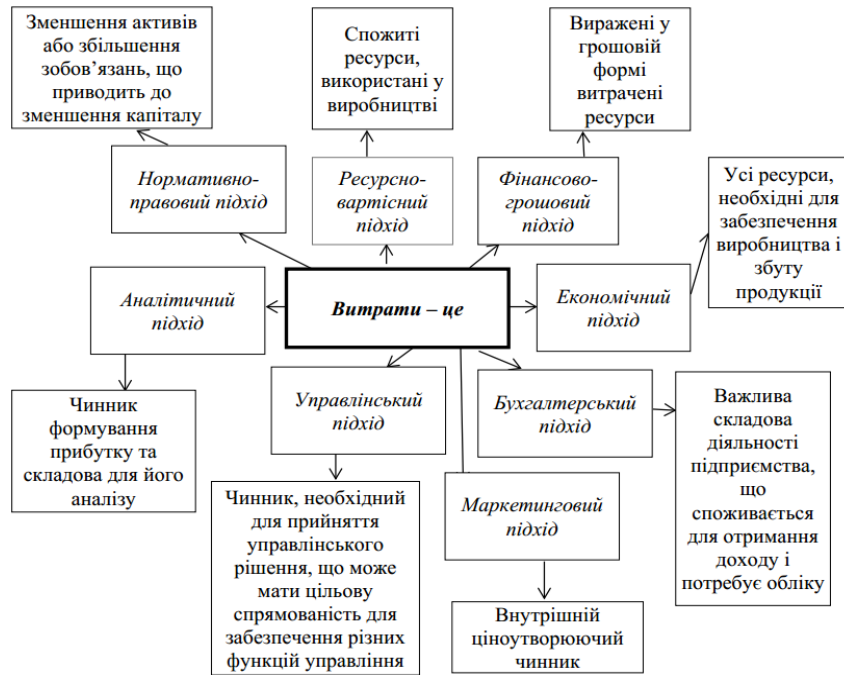 Зменшення активів
або збільшення
зобов’язань, що
приводить до
зменшення капіталу
Спожиті
ресурси,
використані у
виробництві
Виражені у
грошовій
формі
витрачені
ресурси
Нормативно-
правовий підхід
Ресурсно-
вартісний
підхід
Фінансово-
грошовий
підхід
Усі ресурси,
необхідні для
забезпечення
виробництва і
збуту
продукції
Аналітичний
підхід
Витрати – це
Економічний
підхід
Чинник
формування
прибутку та
складова для його
аналізу
Управлінський
підхід
Бухгалтерський
підхід
Важлива
складова
діяльності
підприємства,
що
споживається
для отримання
доходу і
потребує обліку
Чинник, необхідний
для прийняття
управлінського
рішення, що може
мати цільову
спрямованість для
забезпечення різних
функцій управління
Маркетинговий
підхід
Внутрішній
ціноутворюючий
чинник